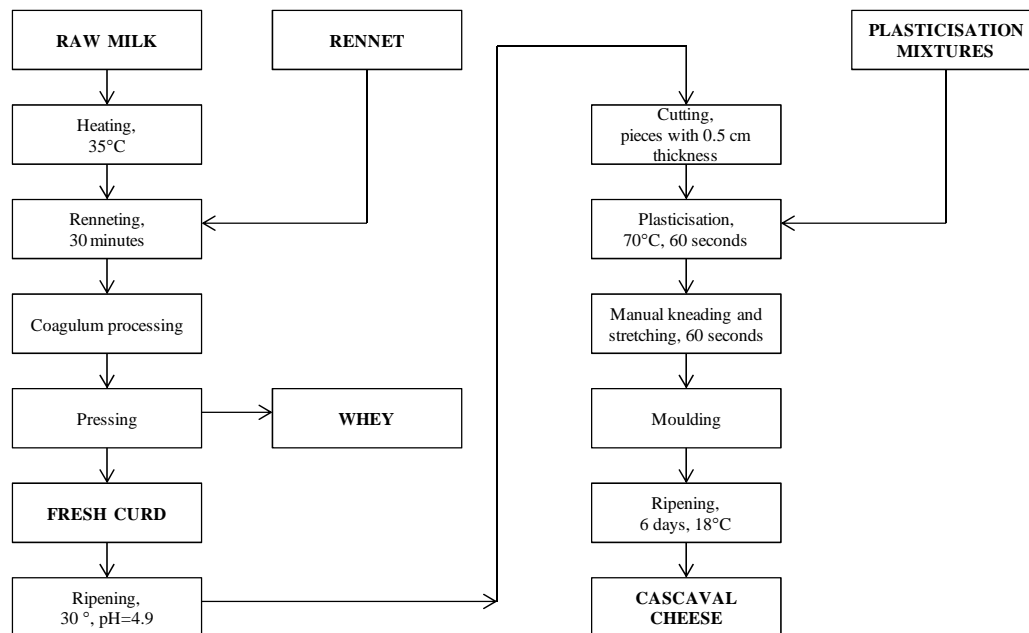 RAW MILK
RENNET
PLASTICISATION
MIXTURES
Heating,
35°C
Renneting,
30 minutes
Coagulum processing
Pressing
WHEY
FRESH CURD
Ripening,
30 °, pH=4.9
Cutting,
pieces with 0.5 cm
thickness
Plasticisation,
70°C, 60 seconds
Manual kneading and
stretching, 60 seconds
Moulding
Ripening,
6 days, 18°C
CASCAVAL
CHEESE